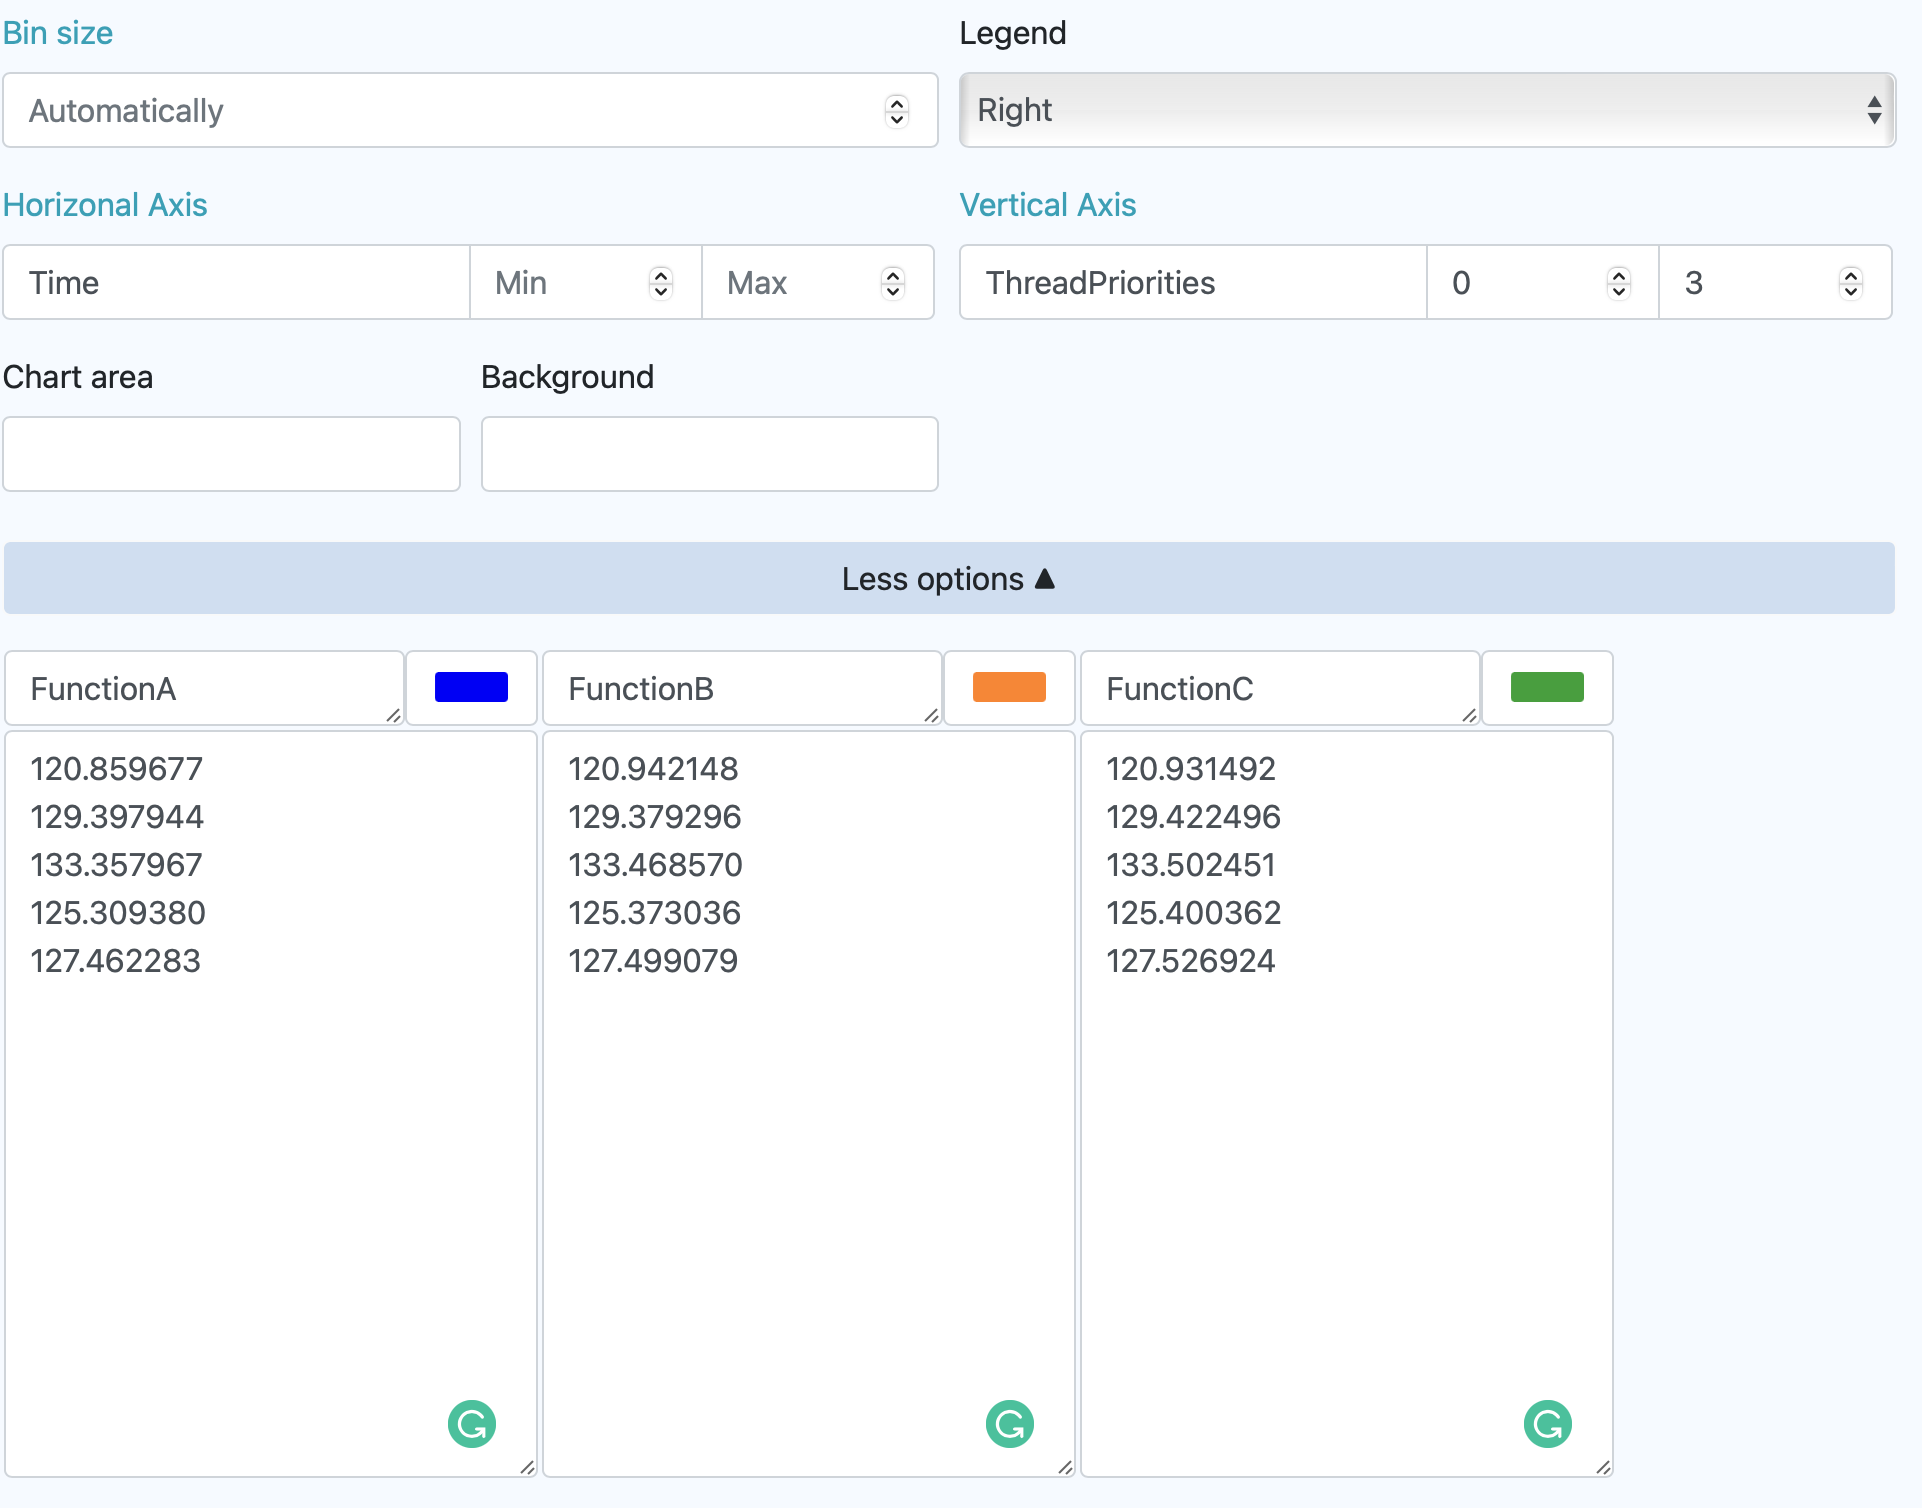 Bin size
Legend
Automatically
Right
Horizonal Axis
Vertical Axis
Time Min Max
ThreadPriorities 0 3
Chart area
Background
Less options ▲
FunctionA
FunctionB
FunctionC
120.859677
129.397944
133.357967
125.309380
127.462283
120.942148
129.379296
133.468570
125.373036
127.499079
120.931492
129.422496
133.502451
125.400362
127.526924